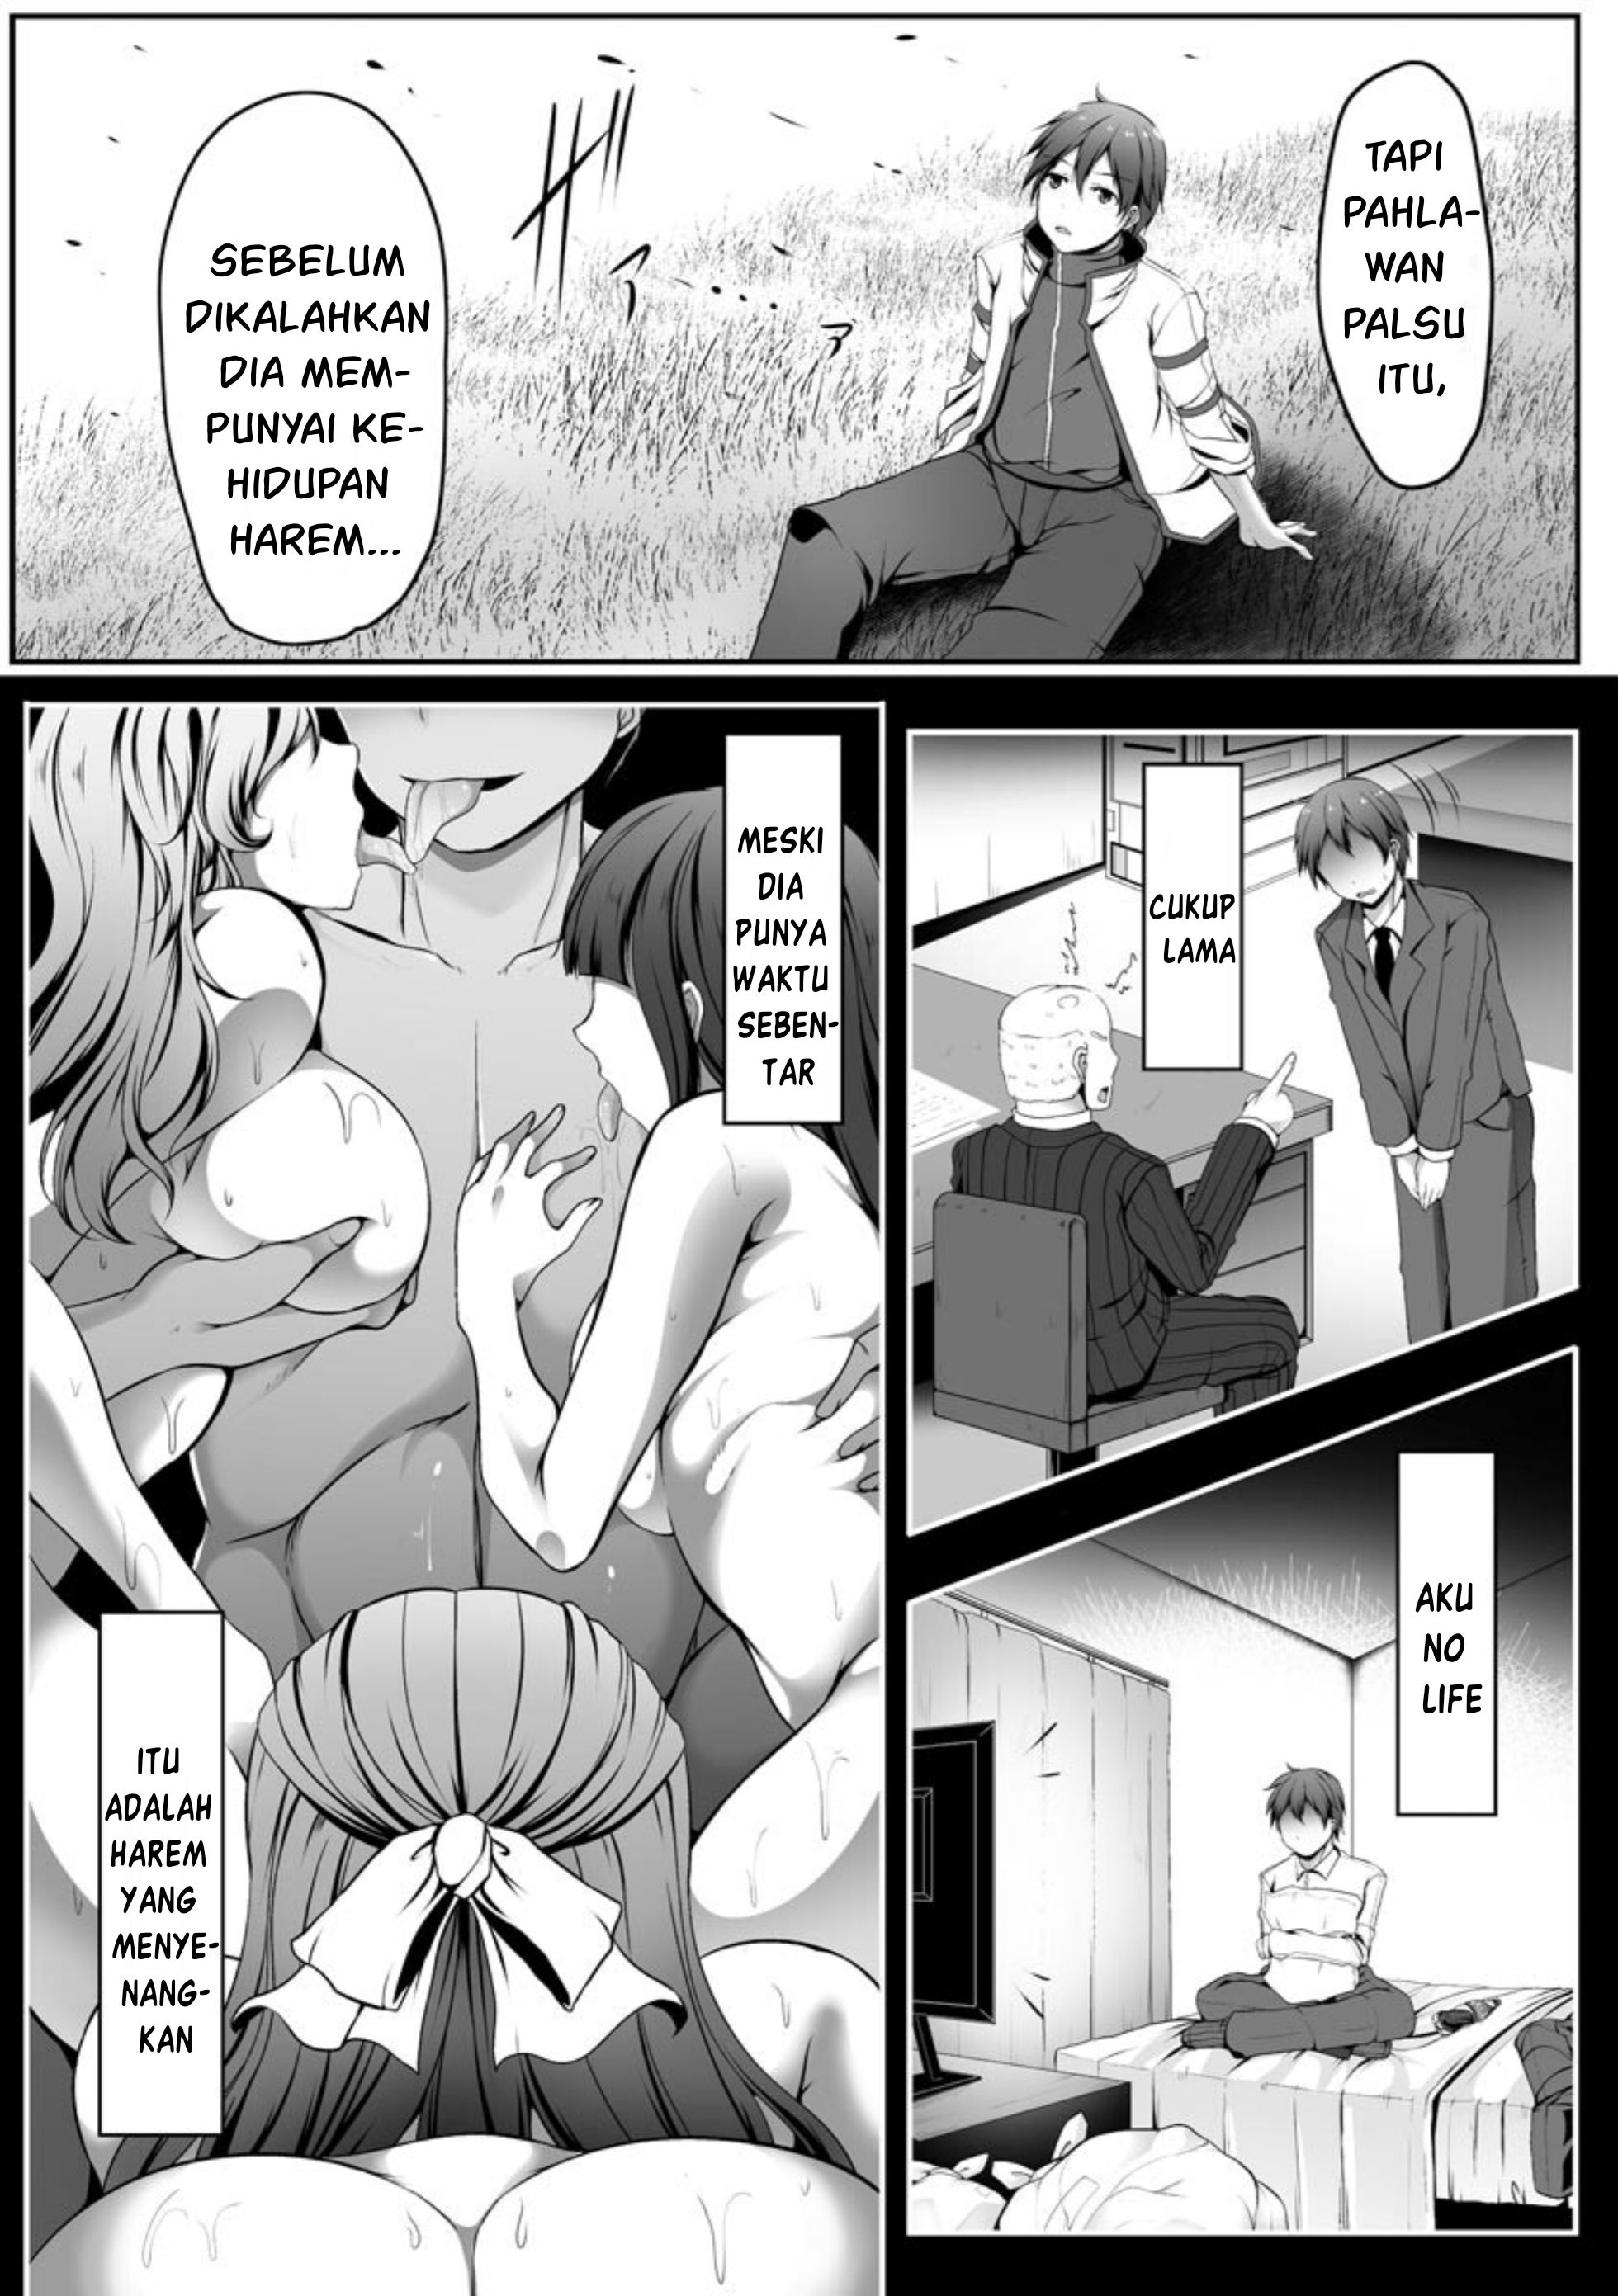 TAPI
PAHLA-
WAN
PALSU
ITU,
SEBELUM
DIKALAHKAN
DIA MEM-
PUNYAI KE-
HIDUPAN
HAREM...
CUKUP
LAMA
AKU
NO
LIFE
MESKI
DIA
PUNYA
WAKTU
SEBEN-
TAR
ITU
ADALAH
HAREM
YANG
MENYE-
NANG-
KAN